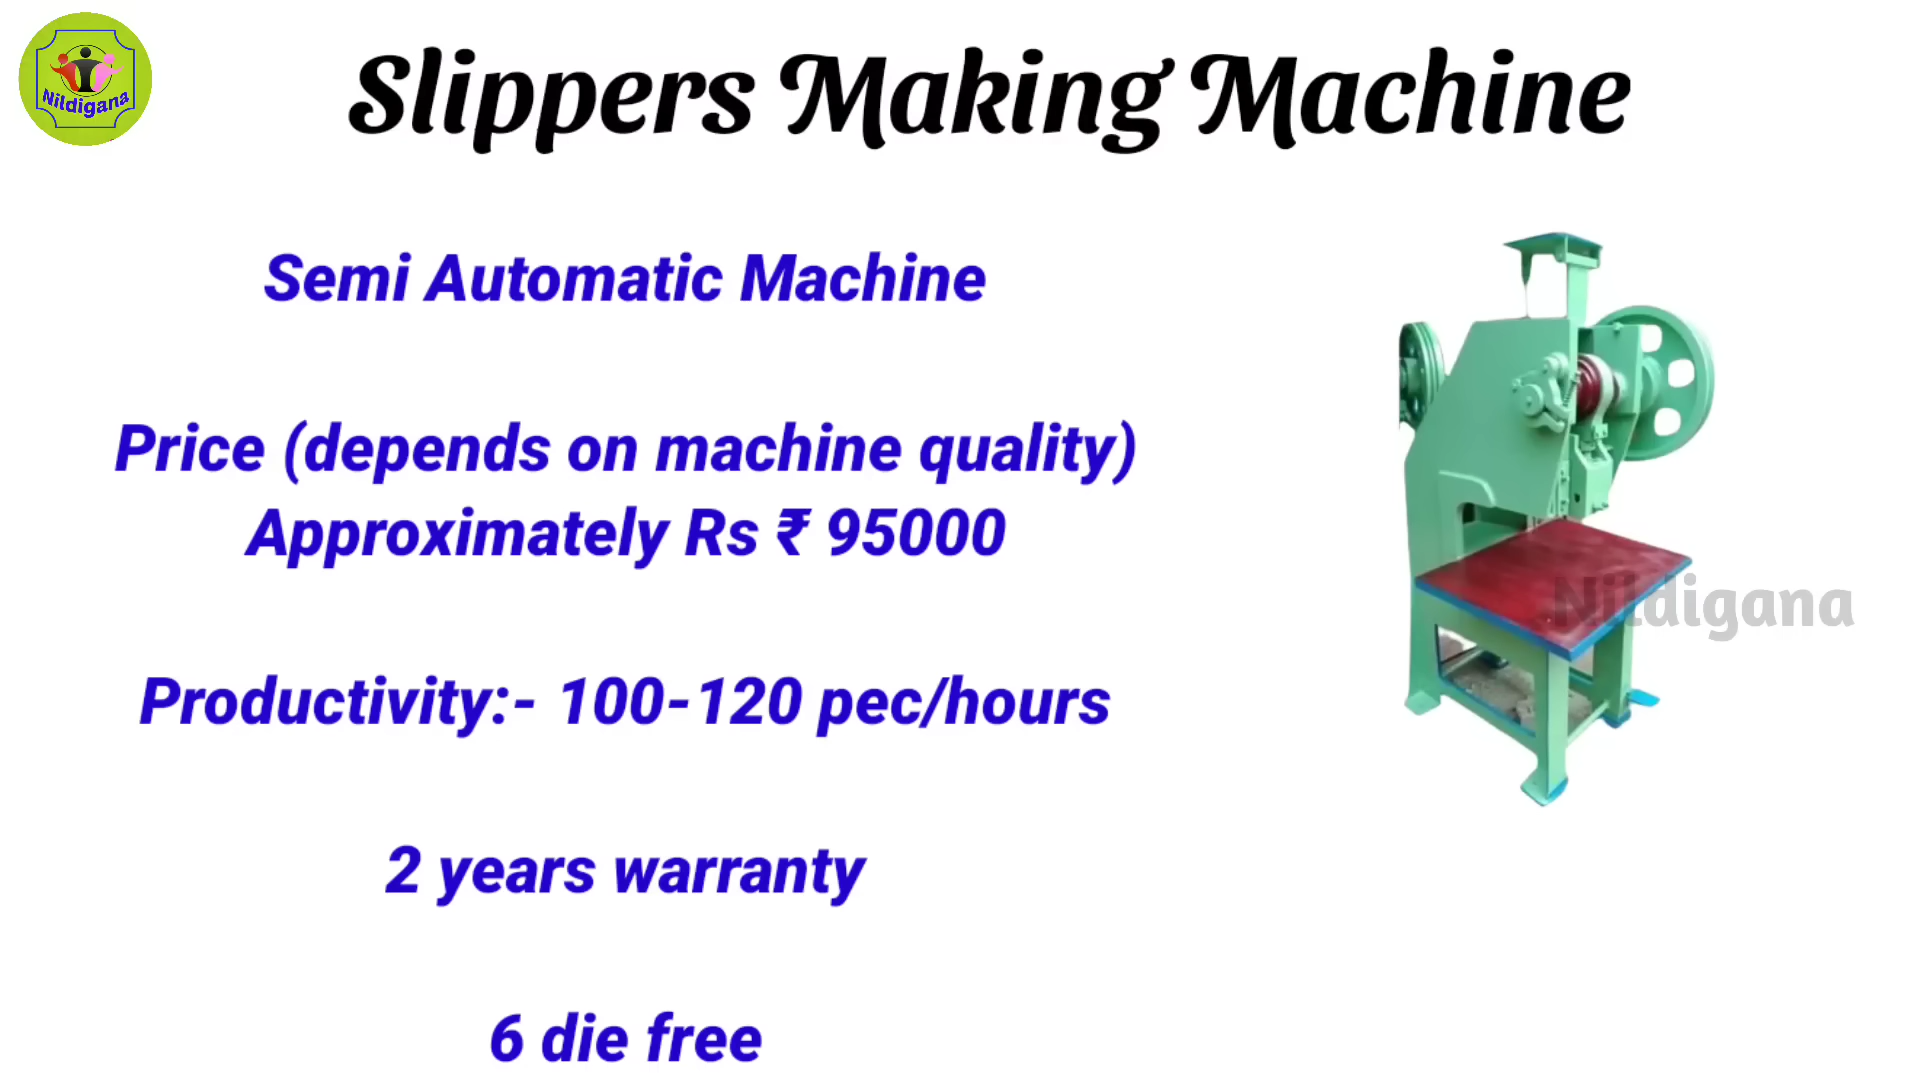 Nildigana
Slippers Making Machine
Semi Automatic Machine
Price (depends on machine quality)
Approximately Rs ₹ 95000
Productivity:- 100-120 pec/hours
2 years warranty
6 die free
Nildigana